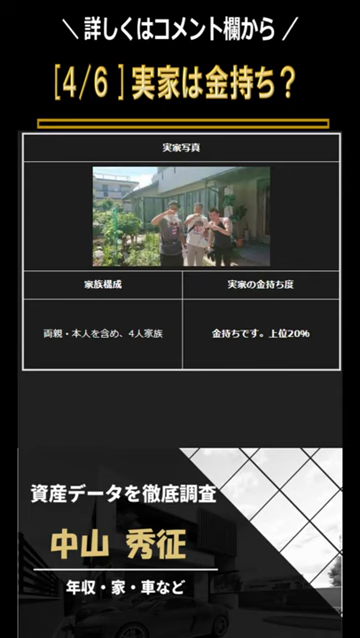 詳しくはコメント欄から
[4/6 ]実家は金持ち？
実家写真
家族構成
実家の金持ち度
両親・本人を含め、4人家族
金持ちです。上位20%
資産データを徹底調査
中山 秀征
年収・家・車など